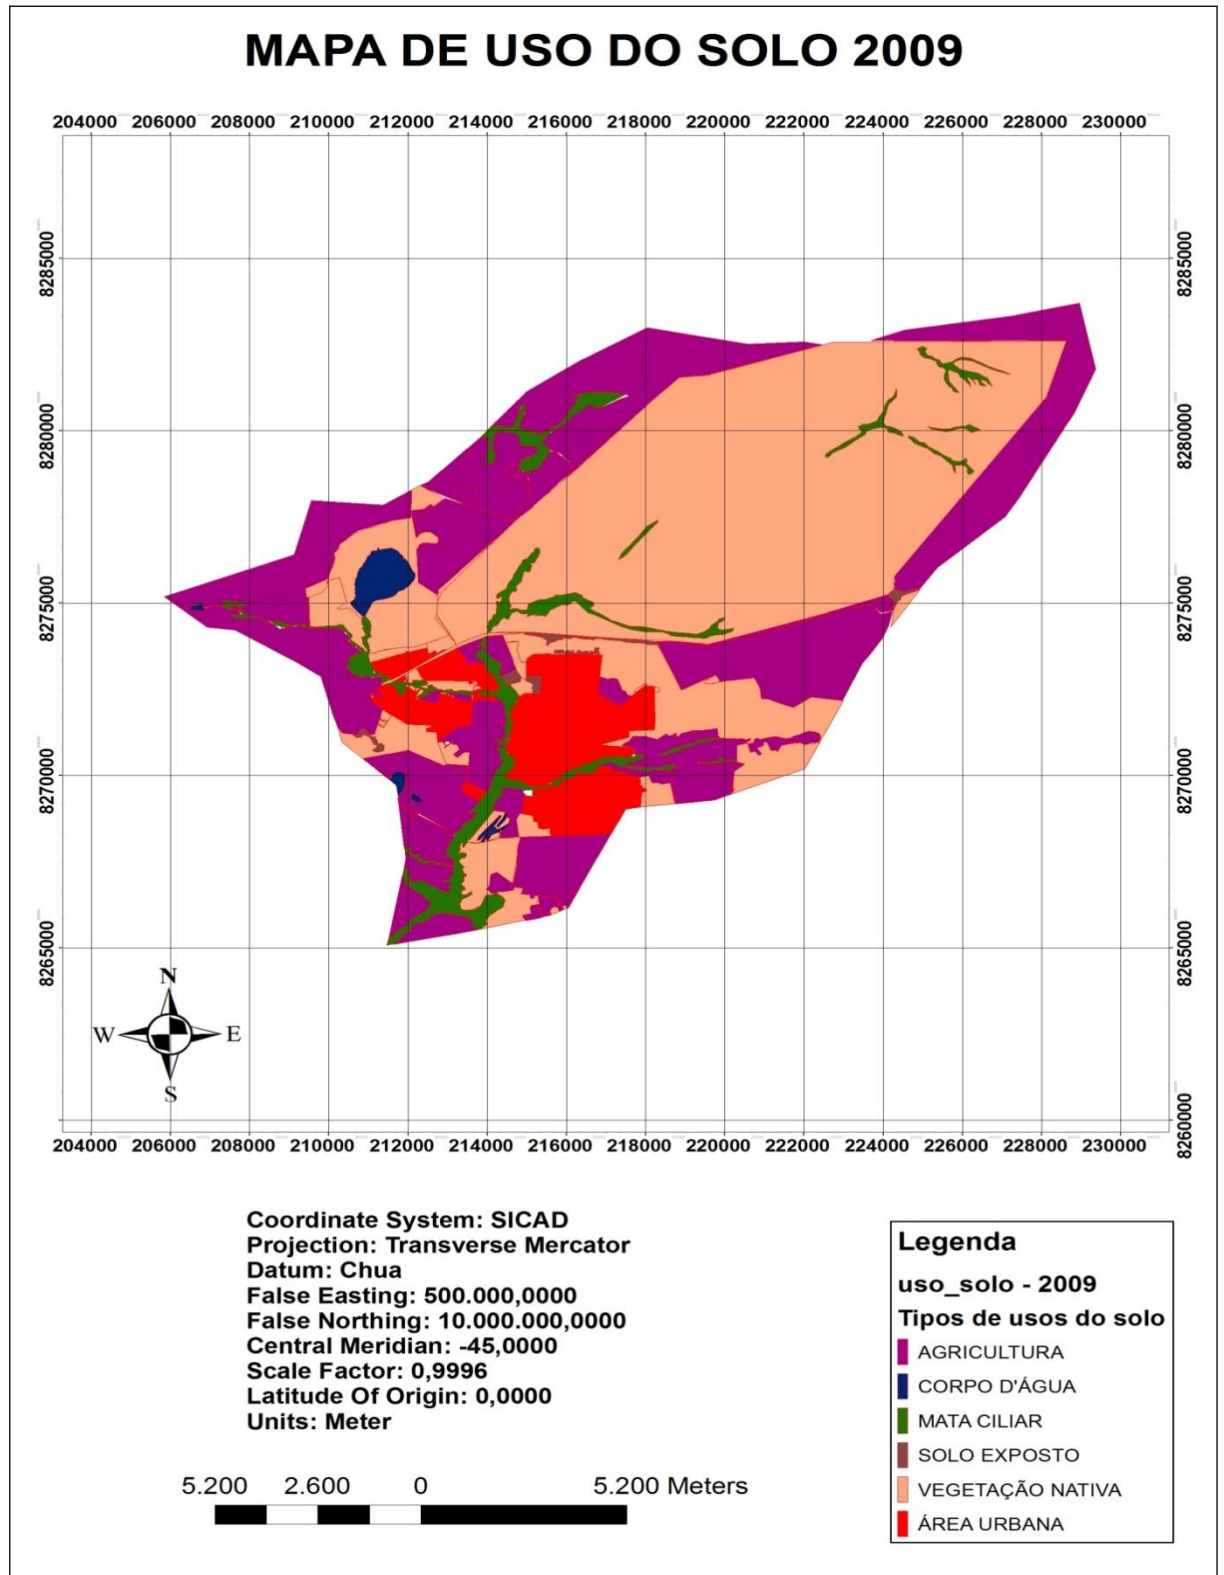 MAPA DE USO DO SOLO 2009
204000 206000 208000 210000 212000 214000 216000 218000 220000 222000 224000 226000 228000 230000
8285000 8285000
8280000 8280000
8275000 8275000
8270000 8270000
8265000 8265000
8260000
N
W E
S
204000 206000 208000 210000 212000 214000 216000 218000 220000 222000 224000 226000 228000 230000
Coordinate System: SICAD
Projection: Transverse Mercator
Datum: Chua
False Easting: 500.000,0000
False Northing: 10.000.000,0000
Central Meridian: -45,0000
Scale Factor: 0,9996
Latitude Of Origin: 0,0000
Units: Meter
5.200 2.600 0 5.200 Meters
Legenda
uso_solo - 2009
Tipos de usos do solo
AGRICULTURA
CORPO D'ÁGUA
MATA CILIAR
SOLO EXPOSTO
VEGETAÇÃO NATIVA
ÁREA URBANA